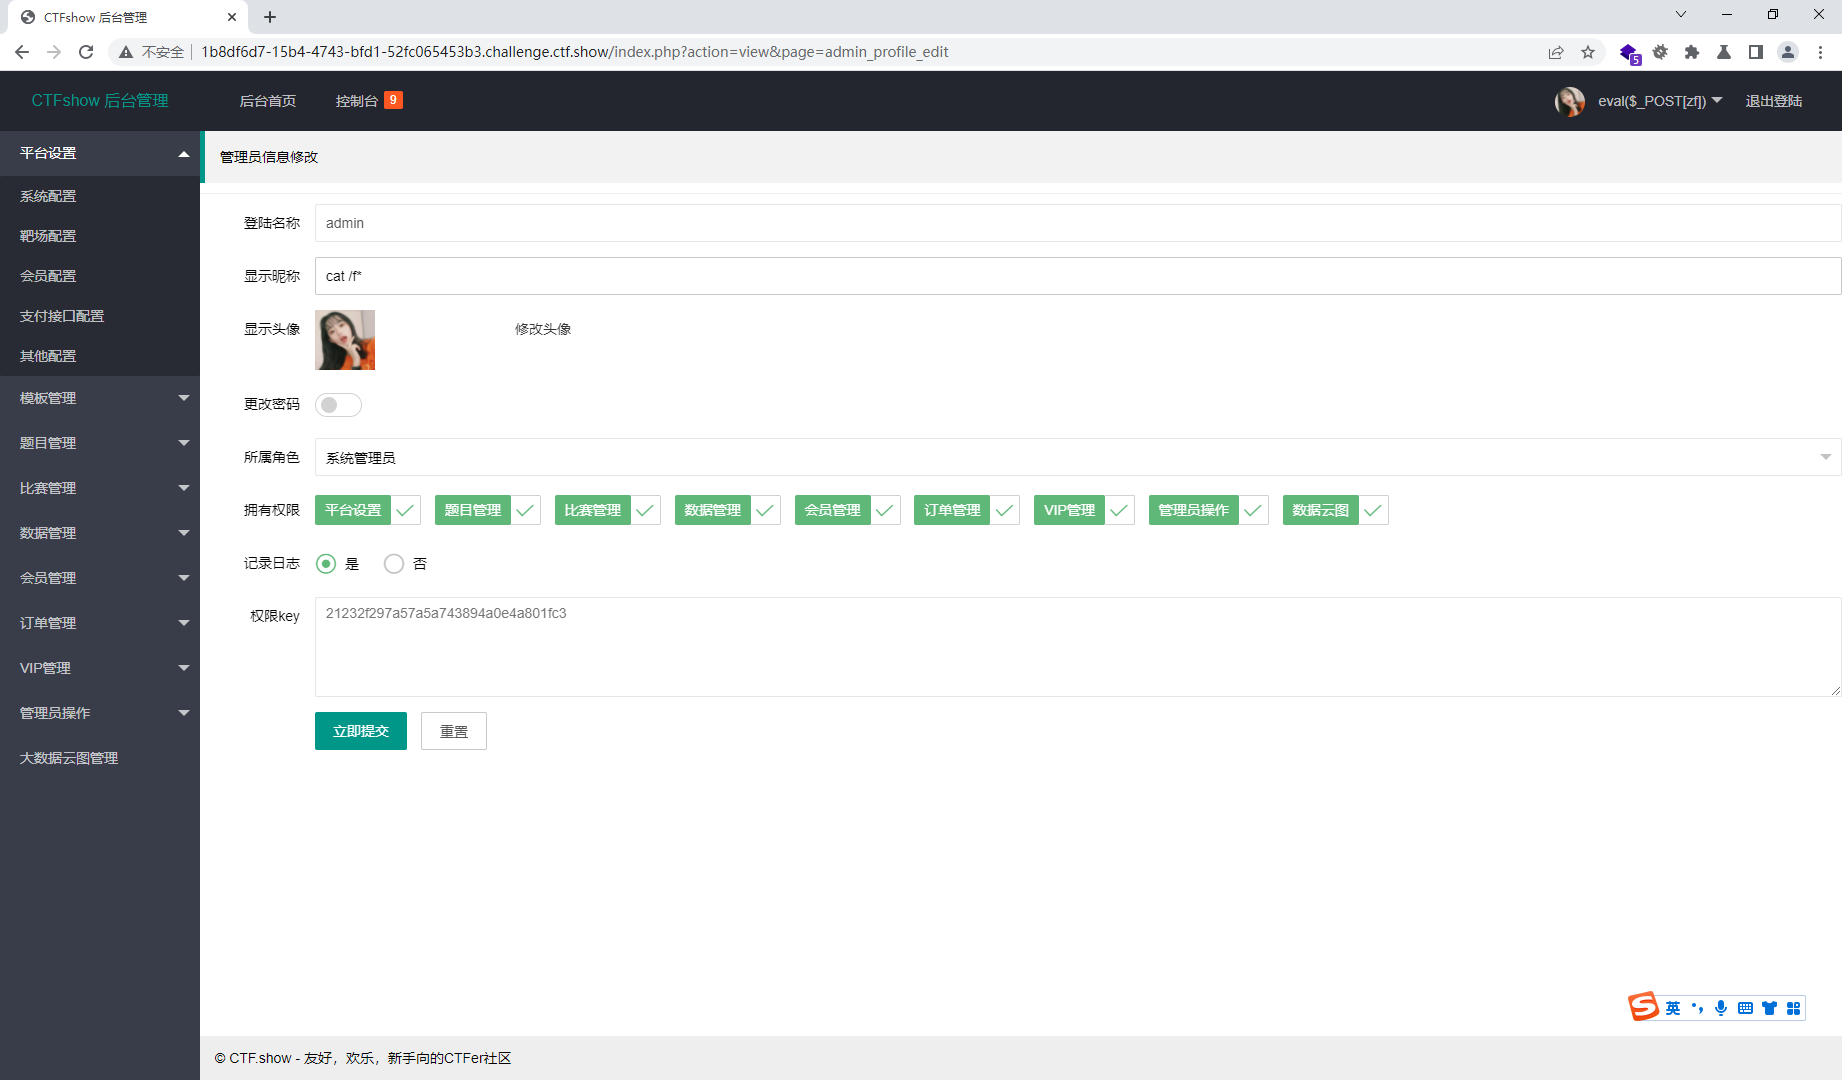 CTFshow 后台管理
不安全 1b8df6d7-15b4-4743-bfd1-52fc065453b3.challenge.ctf.show/index.php?action=view&page=admin_profile_edit
5
CTFshow 后台管理 后台首页 控制台 9 eval($_POST[zf]) 退出登陆
平台设置
系统配置
靶场配置
会员配置
支付接口配置
其他配置
模板管理
题目管理
比赛管理
数据管理
会员管理
订单管理
VIP管理
管理员操作
大数据云图管理
管理员信息修改
登陆名称 admin
显示昵称 cat /f*
显示头像 修改头像
更改密码
所属角色 系统管理员
拥有权限 平台设置 题目管理 比赛管理 数据管理 会员管理 订单管理 VIP管理 管理员操作 数据云图
记录日志 是 否
权限key 21232f297a57a5a743894a0e4a801fc3
立即提交 重置
S 英
© CTF.show - 友好，欢乐，新手向的CTFer社区